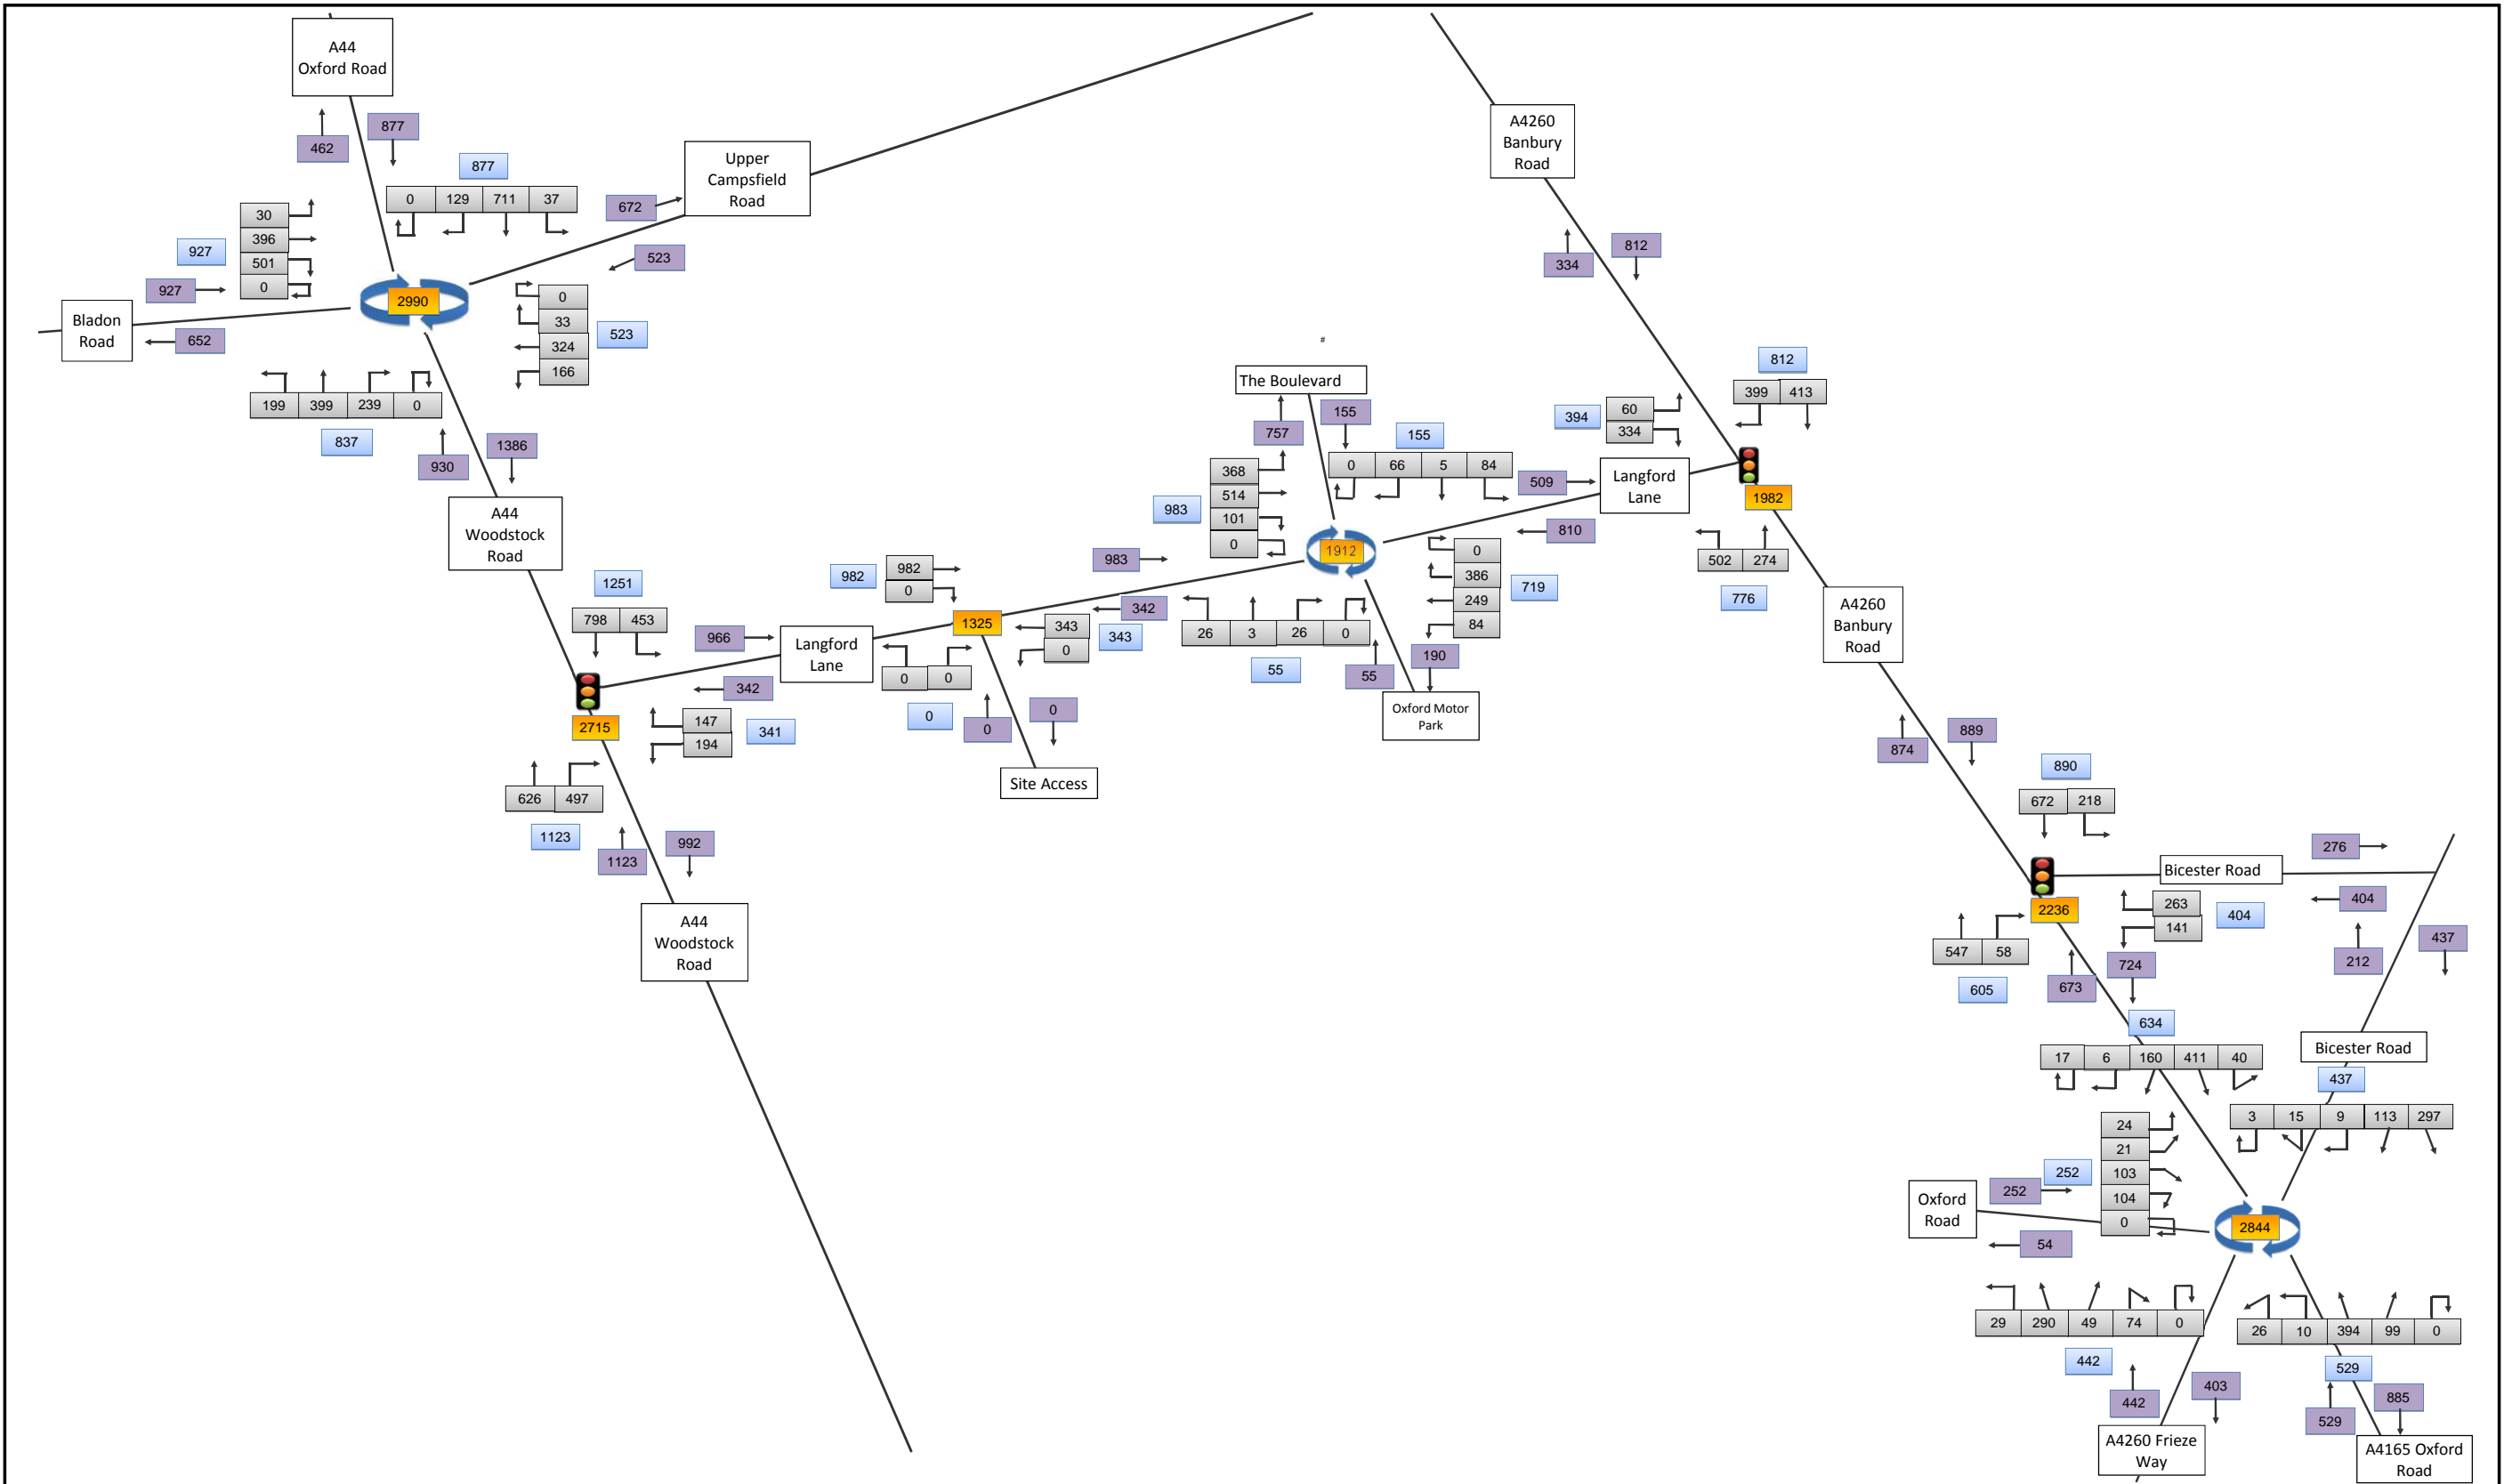 A44
Oxford Road
877
462
877
0 129 711 37
Upper
Campsfield
Road
672
523
30
396
501
0
927
927
2990
Bladon
Road
652
0
33
324
166
523
199 399 239 0
837
930
1386
A44
Woodstock
Road
1251
798 453
966
Langford
Lane
342
2715
147
194
341
626 497
1123
1123
992
A44
Woodstock
Road
982
982
0
1325
983
342
343
0
343
0 0
0
0
0
Site Access
#
The Boulevard
757
155
155
0 66 5 84
368
514
101
0
983
1912
509
810
0
386
249
84
719
26 3 26 0
55
55
190
Oxford Motor
Park
A4260
Banbury
Road
334
812
812
399 413
394
60
334
Langford
Lane
1982
502 274
776
A4260
Banbury
Road
874
889
890
672 218
276
Bicester Road
2236
263
141
404
404
547 58
605
673
724
212
437
634
17 6 160 411 40
Bicester Road
437
3 15 9 113 297
24
21
103
104
0
252
252
Oxford
Road
54
2844
29 290 49 74 0
442
442
403
26 10 394 99 0
529
529
885
A4260 Frieze
Way
A4165 Oxford
Road